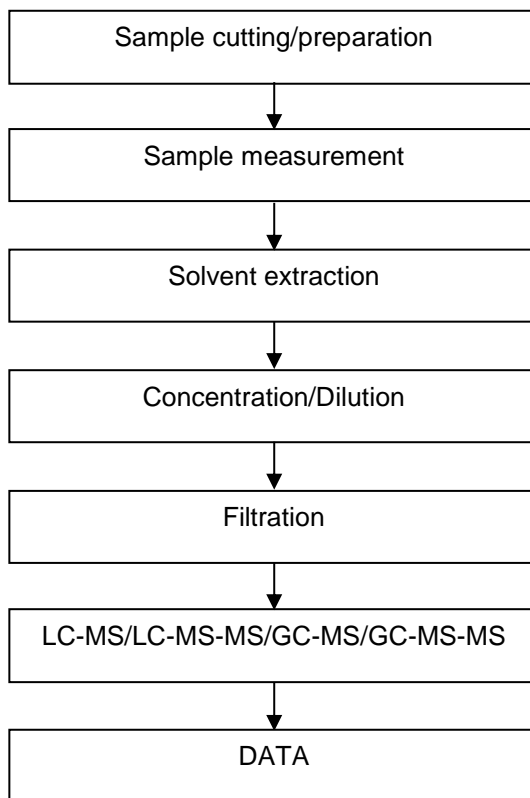 Sample cutting/preparation
Sample measurement
Solvent extraction
Concentration/Dilution
Filtration
LC-MS/LC-MS-MS/GC-MS/GC-MS-MS
DATA